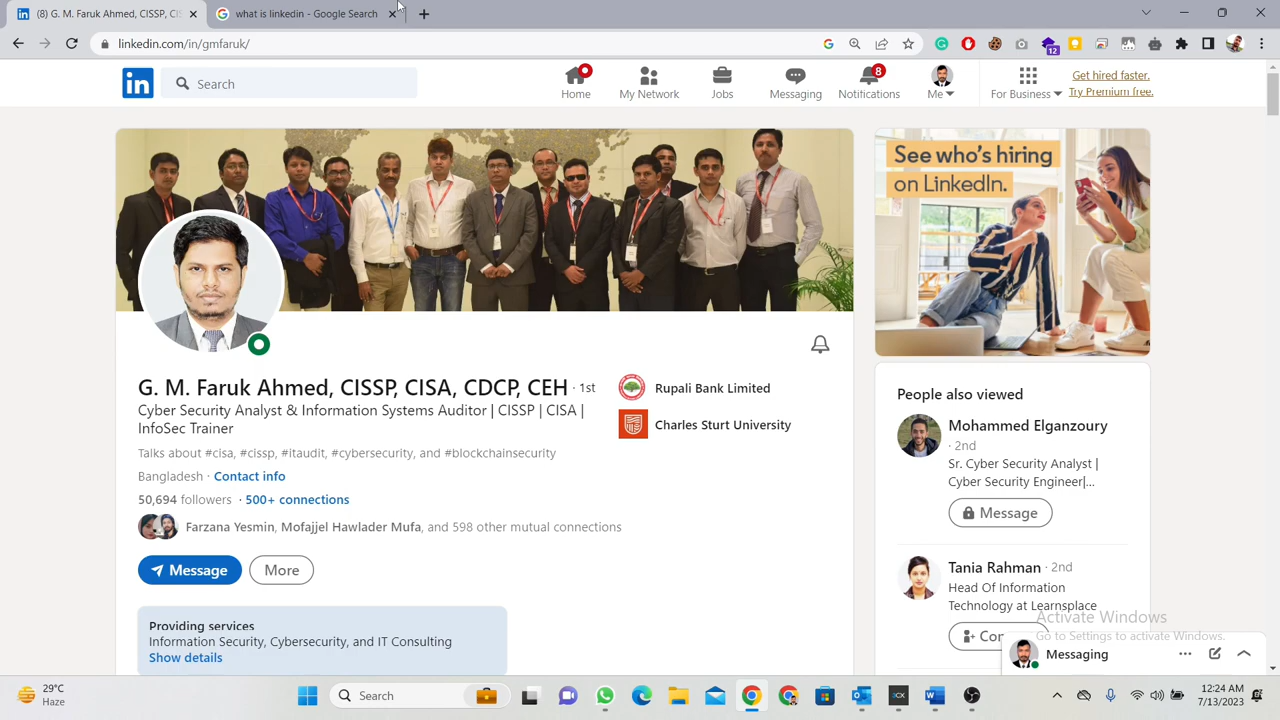 (8) G. M. Faruk Ahmed, CISSP, CIS
what is linkedin - Google Search
linkedin.com/in/gmfaruk/
12
in
Search
Home
My Network
Jobs
Messaging
8
Notifications
Me
For Business
Get hired faster.
Try Premium free.
See who's hiring
on LinkedIn.
G. M. Faruk Ahmed, CISSP, CISA, CDCP, CEH · 1st
Cyber Security Analyst & Information Systems Auditor | CISSP | CISA |
InfoSec Trainer
Talks about #cisa, #cissp, #itaudit, #cybersecurity, and #blockchainsecurity
Bangladesh · Contact info
50,694 followers · 500+ connections
Farzana Yesmin, Mofajjel Hawlader Mufa, and 598 other mutual connections
Message
More
Rupali Bank Limited
Charles Sturt University
Providing services
Information Security, Cybersecurity, and IT Consulting
Show details
People also viewed
Mohammed Elganzoury
· 2nd
Sr. Cyber Security Analyst |
Cyber Security Engineer|...
Message
Tania Rahman · 2nd
Head Of Information
Technology at Learnsplace
Con
Activate Windows
Go to Settings to activate Windows.
Messaging
29°C
Haze
Search
12:24 AM
7/13/2023